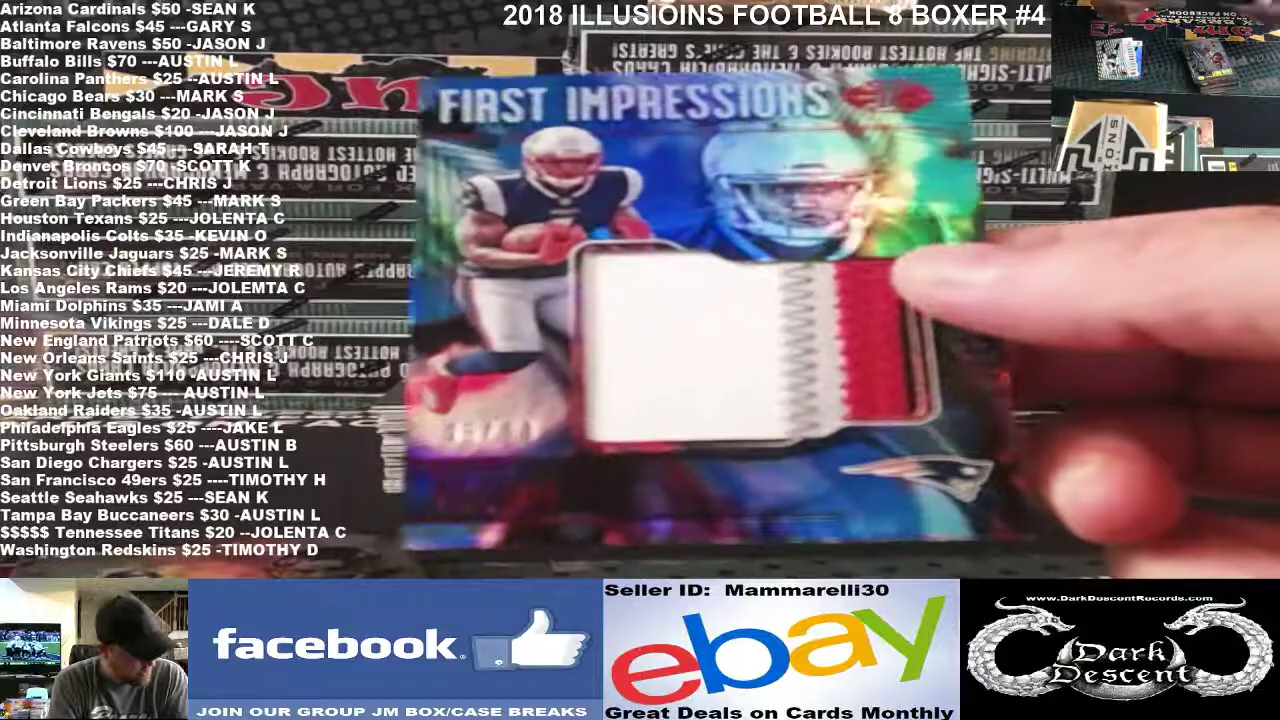 Arizona Cardinals $50 -SEAN K
Atlanta Falcons $45 ---GARY S
Baltimore Ravens $50 -JASON J
Buffalo Bills $70 ---AUSTIN L
Carolina Panthers $25 --AUSTIN L
Chicago Bears $30 ---MARK S
Cincinnati Bengals $20 -JASON J
Cleveland Browns $100 ---JASON J
Dallas Cowboys $45 ----SARAH T
Denver Broncos $70 -SCOTT K
Detroit Lions $25 ---CHRIS J
Green Bay Packers $45 ---MARK S
Houston Texans $25 ---JOLENTA C
Indianapolis Colts $35 -KEVIN O
Jacksonville Jaguars $25 -MARK S
Kansas City Chiefs $45 ---JEREMY R
Los Angeles Rams $20 ---JOLEMTA C
Miami Dolphins $35 ---JAMI A
Minnesota Vikings $25 ---DALE D
New England Patriots $60 ----SCOTT C
New Orleans Saints $25 ---CHRIS J
New York Giants $110 -AUSTIN L
New York Jets $75 --- AUSTIN L
Oakland Raiders $35 -AUSTIN L
Philadelphia Eagles $25 ----JAKE L
Pittsburgh Steelers $60 ---AUSTIN B
San Diego Chargers $25 -AUSTIN L
San Francisco 49ers $25 ----TIMOTHY H
Seattle Seahawks $25 ---SEAN K
Tampa Bay Buccaneers $30 -AUSTIN L
$$$$$ Tennessee Titans $20 --JOLENTA C
Washington Redskins $25 -TIMOTHY D
2018 ILLUSIOINS FOOTBALL 8 BOXER #4
FIRST IMPRESSIONS
THE HOTTEST ROOKIES & THE GAME'S GREATS!
facebook
JOIN OUR GROUP JM BOX/CASE BREAKS
Seller ID: Mammarelli30
ebay
Great Deals on Cards Monthly
www.DarkDescentRecords.com
Dark
Descent